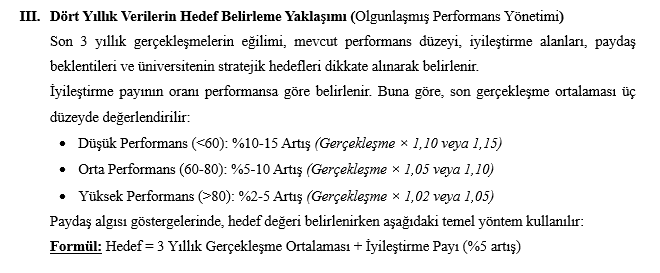 III. Dört Yıllık Verilerin Hedef Belirleme Yaklaşımı (Olgunlaşmış Performans Yönetimi)
Son 3 yıllık gerçekleşmelerin eğilimi, mevcut performans düzeyi, iyileştirme alanları, paydaş
beklentileri ve üniversitenin stratejik hedefleri dikkate alınarak belirlenir.
İyileştirme payının oranı performansa göre belirlenir. Buna göre, son gerçekleşme ortalaması üç
düzeyde değerlendirilir:
• Düşük Performans (<60): %10-15 Artış (Gerçekleşme × 1,10 veya 1,15)
• Orta Performans (60-80): %5-10 Artış (Gerçekleşme × 1,05 veya 1,10)
• Yüksek Performans (>80): %2-5 Artış (Gerçekleşme × 1,02 veya 1,05)
Paydaş algısı göstergelerinde, hedef değeri belirlenirken aşağıdaki temel yöntem kullanılır:
Formül: Hedef = 3 Yıllık Gerçekleşme Ortalaması + İyileştirme Payı (%5 artış)